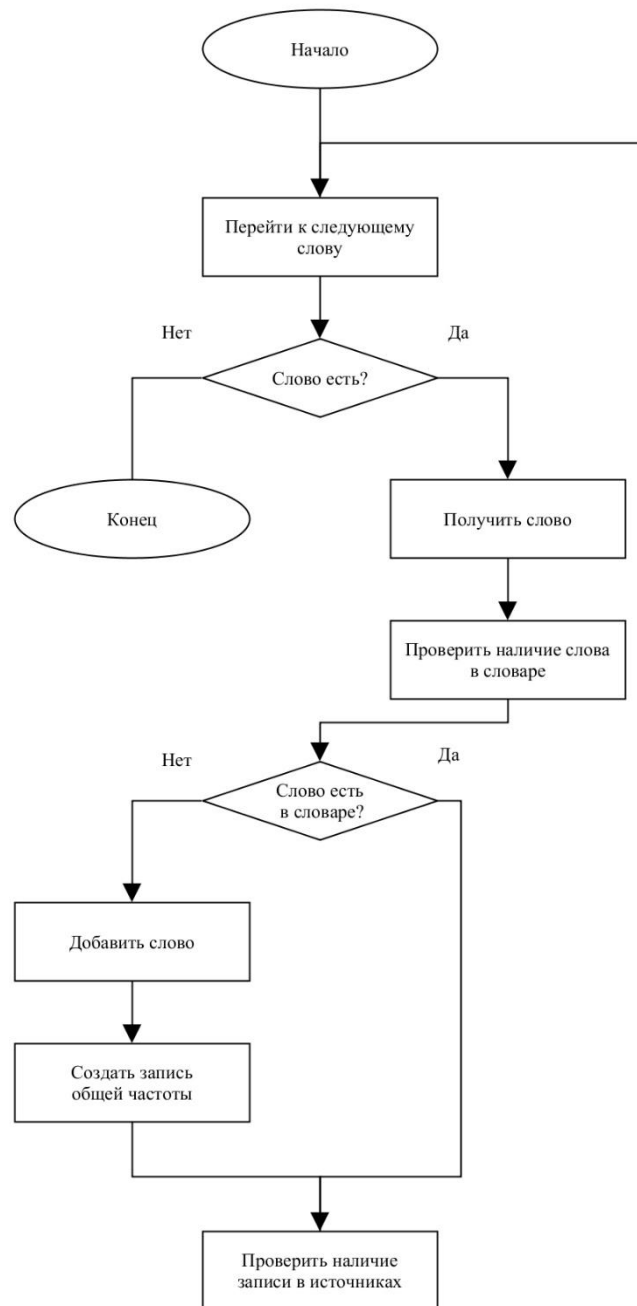 Начало
Перейти к следующему
слову
Нет
Да
Слово есть?
Конец
Получить слово
Проверить наличие слова
в словаре
Нет
Да
Слово есть
в словаре?
Добавить слово
Создать запись
общей частоты
Проверить наличие
записи в источниках